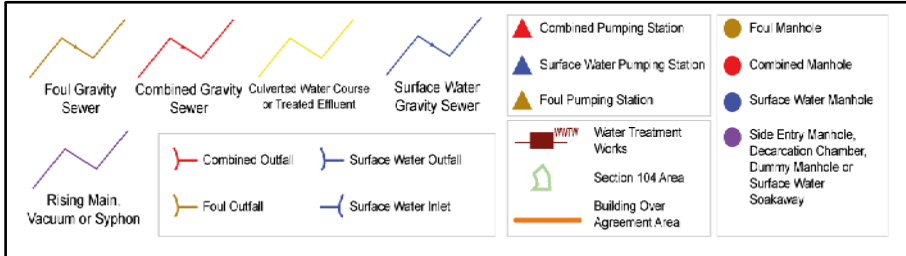 Foul Gravity
Sewer
Combined Gravity
Sewer
Culverted Water Course
or Treated Effluent
Surface Water
Gravity Sewer
Rising Main,
Vacuum or Syphon
Combined Outfall
Surface Water Outfall
Foul Outfall
Surface Water Inlet
Combined Pumping Station
Surface Water Pumping Station
Foul Pumping Station
WWTW
Water Treatment
Works
Section 104 Area
Building Over
Agreement Area
Foul Manhole
Combined Manhole
Surface Water Manhole
Side Entry Manhole,
Decarcation Chamber,
Dummy Manhole or
Surface Water
Soakaway